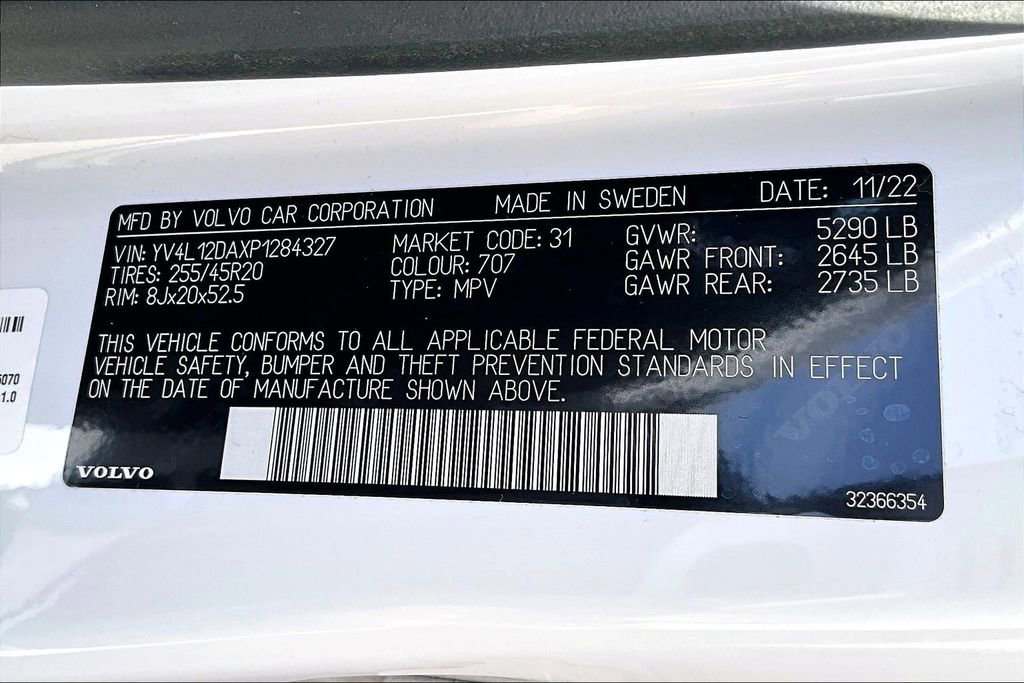 MFD BY VOLVO CAR CORPORATION MADE IN SWEDEN DATE: 11/22
VIN: YV4L12DAXP1284327 MARKET CODE: 31 GVWR: 5290 LB
TIRES: 255/45R20 COLOUR: 707 GAWR FRONT: 2645 LB
RIM: 8Jx20x52.5 TYPE: MPV GAWR REAR: 2735 LB
THIS VEHICLE CONFORMS TO ALL APPLICABLE FEDERAL MOTOR
VEHICLE SAFETY, BUMPER AND THEFT PREVENTION STANDARDS IN EFFECT
ON THE DATE OF MANUFACTURE SHOWN ABOVE.
VOLVO
32366354
VOLVO
1.0